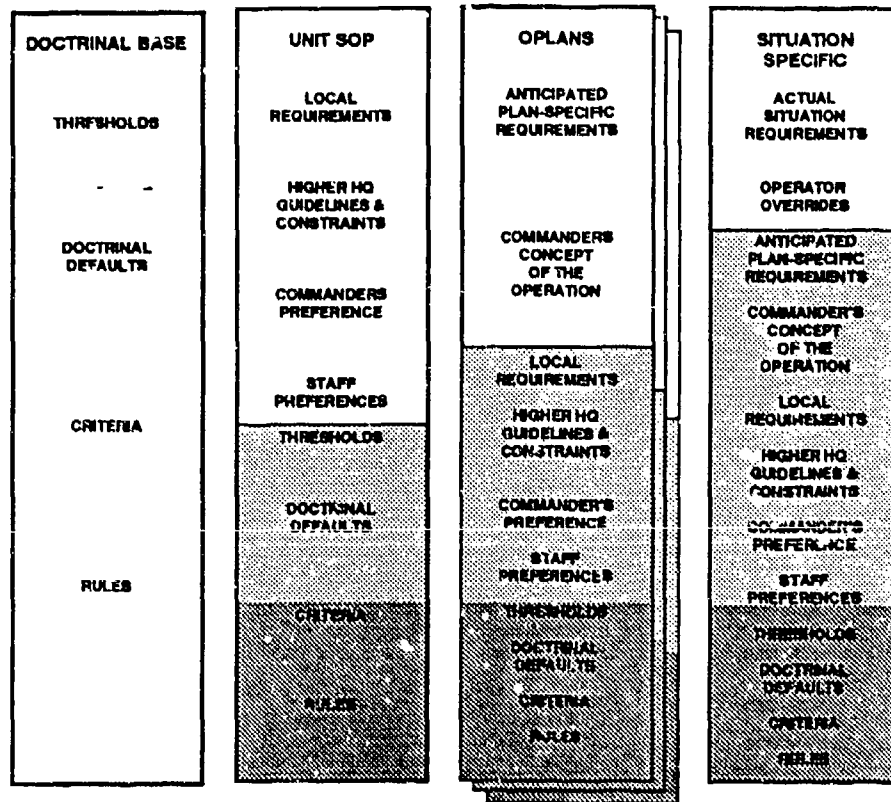 DOCTRINAL BASE
THRESHOLDS
DOCTRINAL
DEFAULTS
CRITERIA
RULES
UNIT SOP
LOCAL
REQUIREMENTS
HIGHER HQ
GUIDELINES &
CONSTRAINTS
COMMANDERS
PREFERENCE
STAFF
PREFERENCES
THRESHOLDS
DOCTRINAL
DEFAULTS
CRITERIA
RULES
OPLANS
ANTICIPATED
PLAN-SPECIFIC
REQUIREMENTS
COMMANDERS
CONCEPT
OF THE
OPERATION
LOCAL
REQUIREMENTS
HIGHER HQ
GUIDELINES &
CONSTRAINTS
COMMANDER'S
PREFERENCE
STAFF
PREFERENCES
THRESHOLDS
DOCTRINAL
DEFAULTS
CRITERIA
RULES
SITUATION
SPECIFIC
ACTUAL
SITUATION
REQUIREMENTS
OPERATOR
OVERRIDES
ANTICIPATED
PLAN-SPECIFIC
REQUIREMENTS
COMMANDER'S
CONCEPT
OF THE
OPERATION
LOCAL
REQUIREMENTS
HIGHER HQ
GUIDELINES &
CONSTRAINTS
COMMANDER'S
PREFERENCE
STAFF
PREFERENCES
THRESHOLDS
DOCTRINAL
DEFAULTS
CRITERIA
RULES